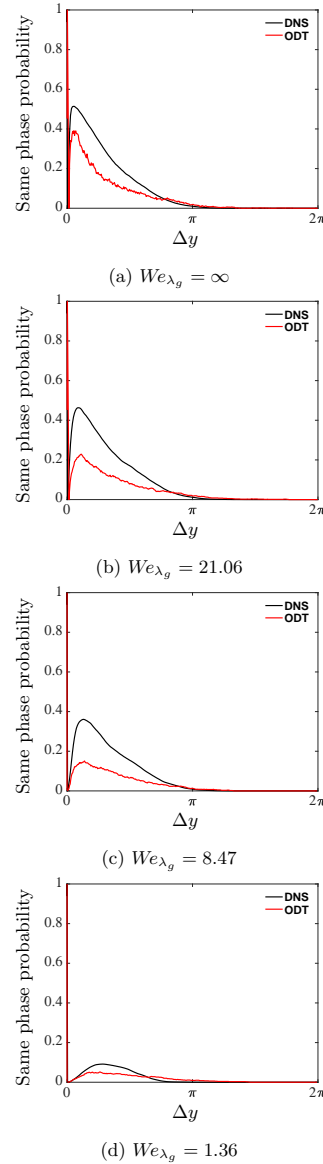 1
0.8
0.6
0.4
0.2
0
Same phase probability
DNS
ODT
0 π 2π
Δy
(a) We_{λ_g} = ∞
1
0.8
0.6
0.4
0.2
0
Same phase probability
DNS
ODT
0 π 2π
Δy
(b) We_{λ_g} = 21.06
1
0.8
0.6
0.4
0.2
0
Same phase probability
DNS
ODT
0 π 2π
Δy
(c) We_{λ_g} = 8.47
1
0.8
0.6
0.4
0.2
0
Same phase probability
DNS
ODT
0 π 2π
Δy
(d) We_{λ_g} = 1.36